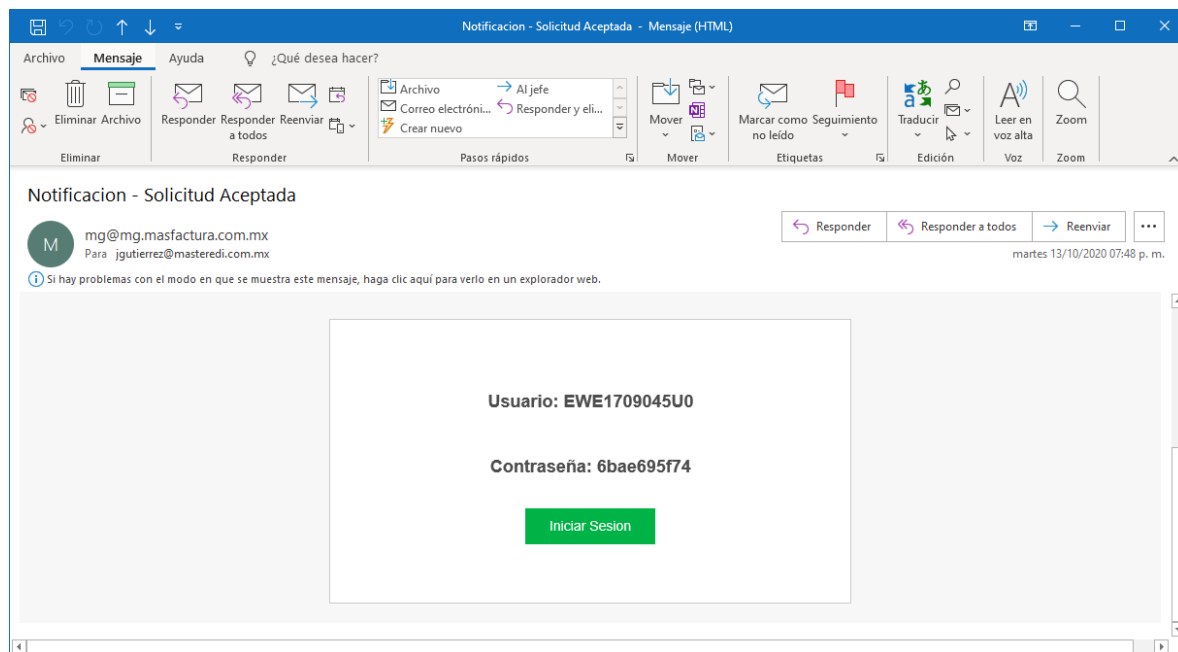 Notificacion - Solicitud Aceptada - Mensaje (HTML)
Archivo Mensaje Ayuda ¿Qué desea hacer?
Eliminar Archivo
Responder Responder a todos Reenviar
Archivo → Al jefe
Correo electróni... Responder y eli...
Crear nuevo
Mover
Marcar como no leído Seguimiento
Traducir
Leer en voz alta
Zoom
Eliminar Responder Pasos rápidos Mover Etiquetas Edición Voz Zoom
Notificacion - Solicitud Aceptada
M
mg@mg.masfactura.com.mx
Para jgutierrez@masteredi.com.mx
Responder Responder a todos Reenviar ...
martes 13/10/2020 07:48 p. m.
Si hay problemas con el modo en que se muestra este mensaje, haga clic aquí para verlo en un explorador web.
Usuario: EWE1709045U0
Contraseña: 6bae695f74
Iniciar Sesion